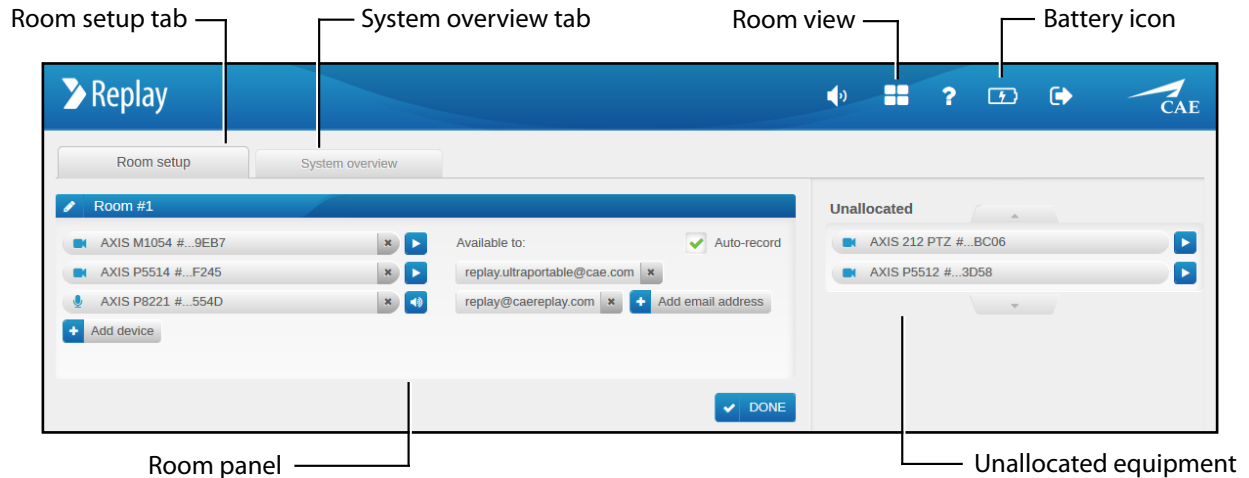 Room setup tab
System overview tab
Room view
Battery icon
Replay
?
CAE
Room setup
System overview
Room #1
AXIS M1054 #...9EB7
Available to:
Auto-record
AXIS P5514 #...F245
replay.ultraportable@cae.com
AXIS P8221 #...554D
replay@caereplay.com
Add email address
Add device
DONE
Unallocated
AXIS 212 PTZ #...BC06
AXIS P5512 #...3D58
Room panel
Unallocated equipment